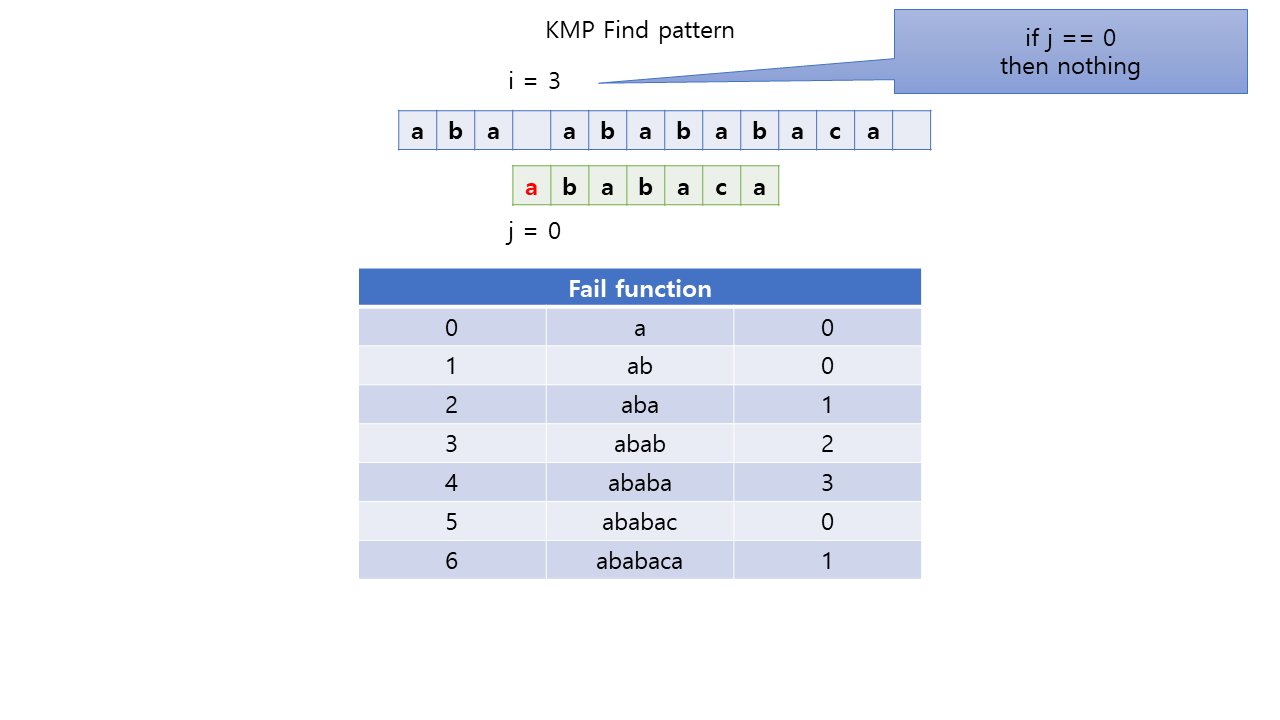 KMP Find pattern
if j == 0
then nothing
i = 3
a b a a b a b a b a c a
a b a b a c a
j = 0
Fail function
0 a 0
1 ab 0
2 aba 1
3 abab 2
4 ababa 3
5 ababac 0
6 ababaca 1